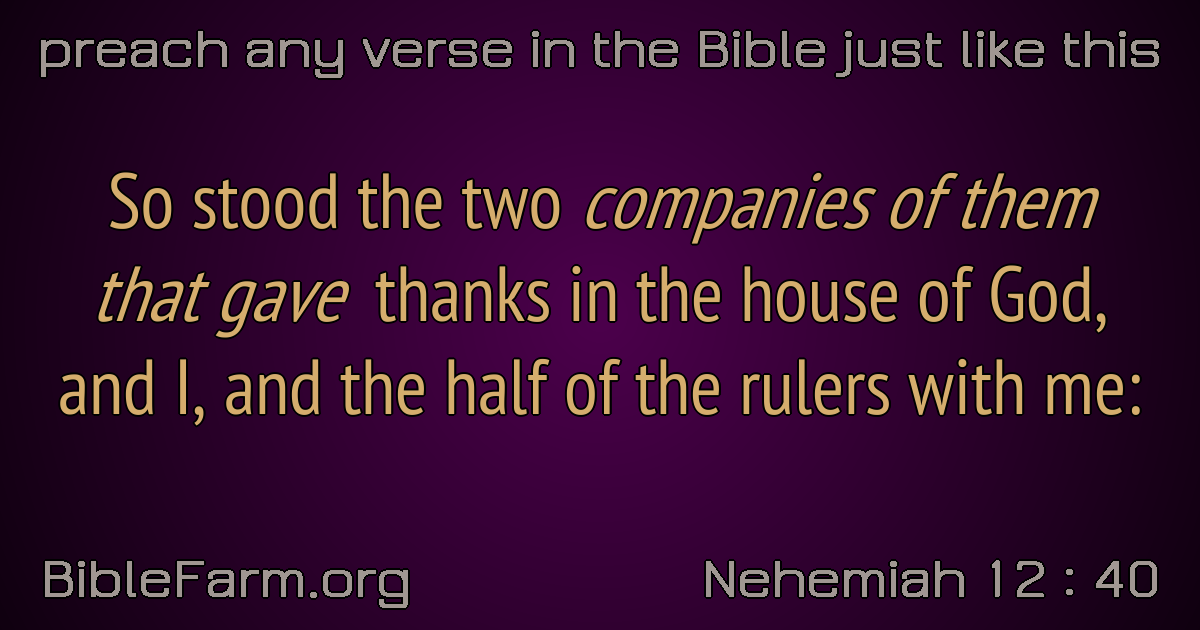 preach any verse in the Bible just like this
So stood the two companies of them
that gave thanks in the house of God,
and I, and the half of the rulers with me:
BibleFarm.org
Nehemiah 12 : 40